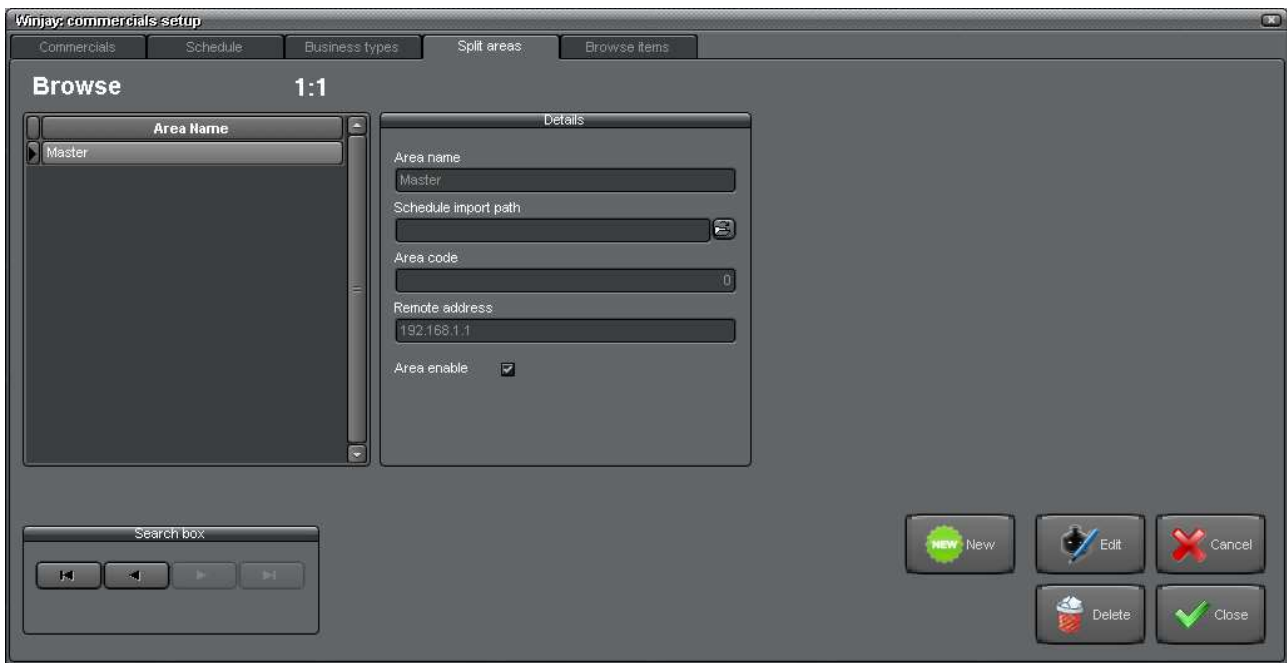 Winjay: commercials setup
Commercials Schedule Business types Split areas Browse items
Browse 1:1
Area Name
Master
Details
Area name
Master
Schedule import path
Area code
0
Remote address
192.168.1.1
Area enable
Search box
NEW New
Edit
Cancel
Delete
Close